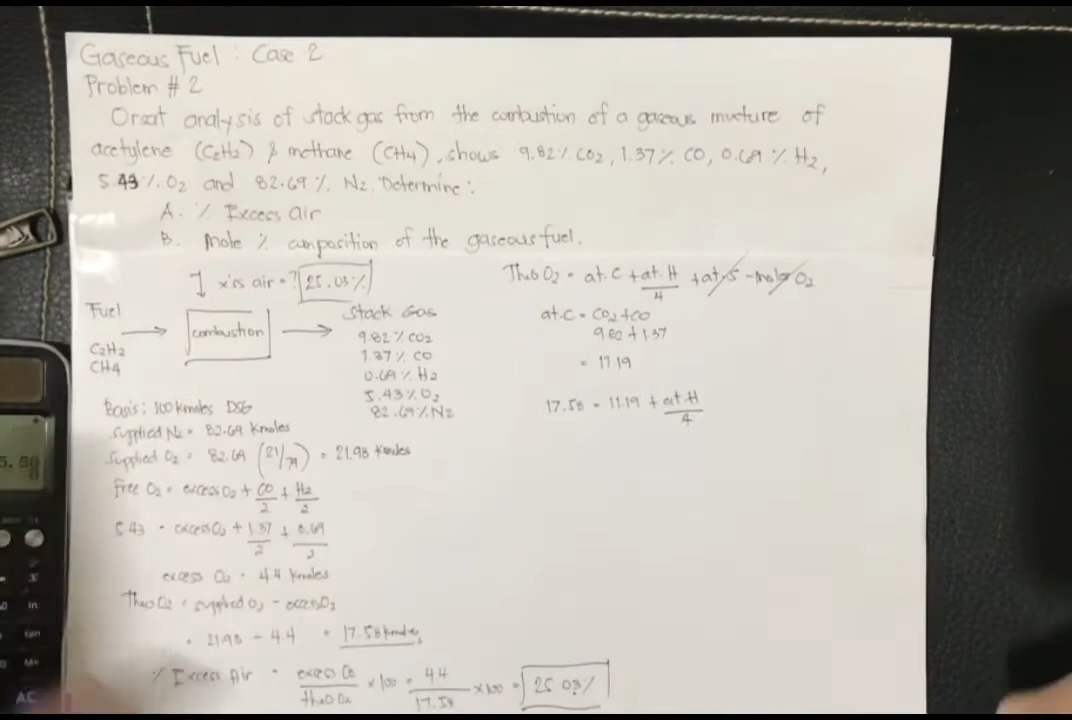 Gaseous Fuel : Case 2
Problem # 2
Orsat analysis of stack gas from the combustion of a gaseous mixture of
acetylene (C2H2) & methane (CH4), shows 9.82% CO2, 1.37% CO, 0.69% H2,
5.43% O2 and 82.69% N2. Determine:
A. % Excess air
B. Mole % composition of the gaseous fuel.
x's air = ? 25.03%
Theo O2 = at.C + at.H/4 + at.S - mole O2
Fuel
C2H2
CH4
combustion
Stack Gas
9.82% CO2
1.37% CO
0.69% H2
5.43% O2
82.69% N2
at.C = CO2 + CO
9.82 + 1.37
= 11.19
17.58 = 11.19 + at.H/4
Basis: 100 Kmoles DSG
Supplied N2 = 82.69 Kmoles
Supplied O2 = 82.69 (21/79) = 21.98 Kmoles
Free O2 = excess O2 + CO/2 + H2/2
5.43 = excess O2 + 1.37/2 + 0.69/2
excess O2 = 4.4 Kmoles
Theo O2 = supplied O2 - excess O2
= 21.98 - 4.4 = 17.58 Kmoles
% Excess Air = excess O2/theo O2 x 100 = 4.4/17.58 x 100 = 25.03%
AC